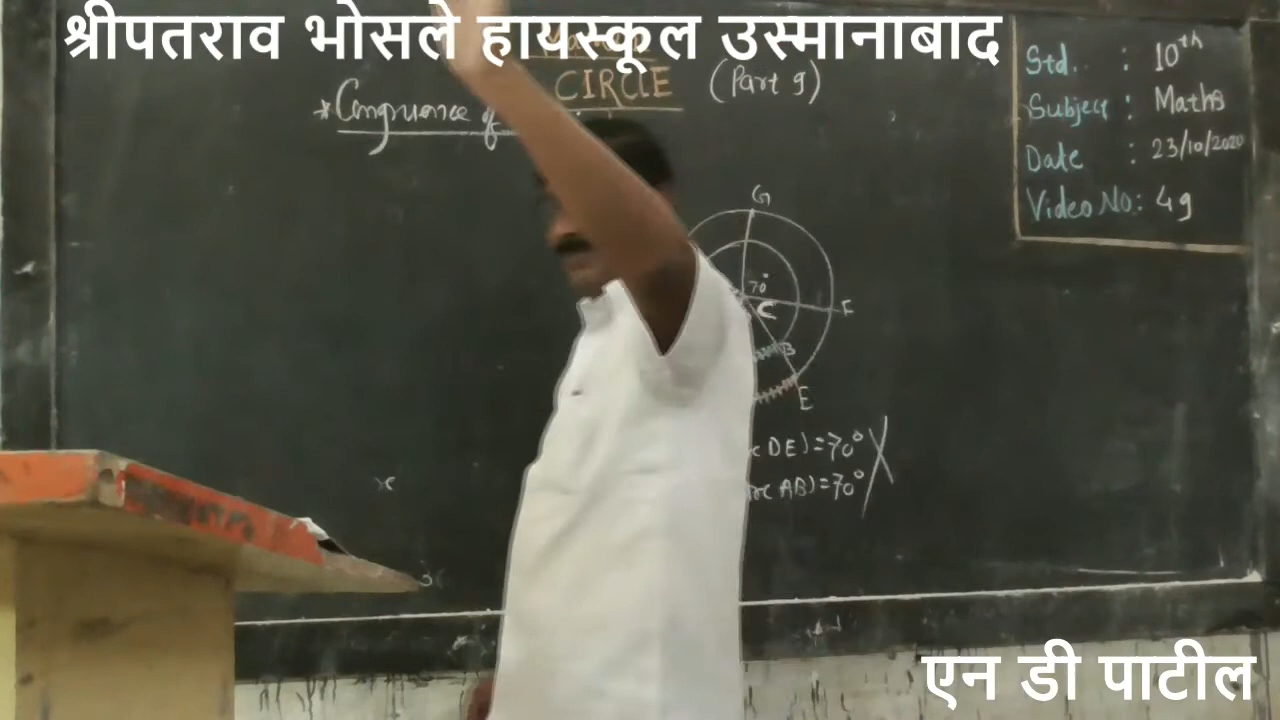 श्रीपतराव भोसले हायस्कूल उस्मानाबाद
CIRCLE (Part 9)
*Congruence of
Std. : 10th
Subject : Maths
Date : 23/10/2020
Video No: 49
G
70°
C
F
B
E
DE)=70°
AB)=70°
एन डी पाटील